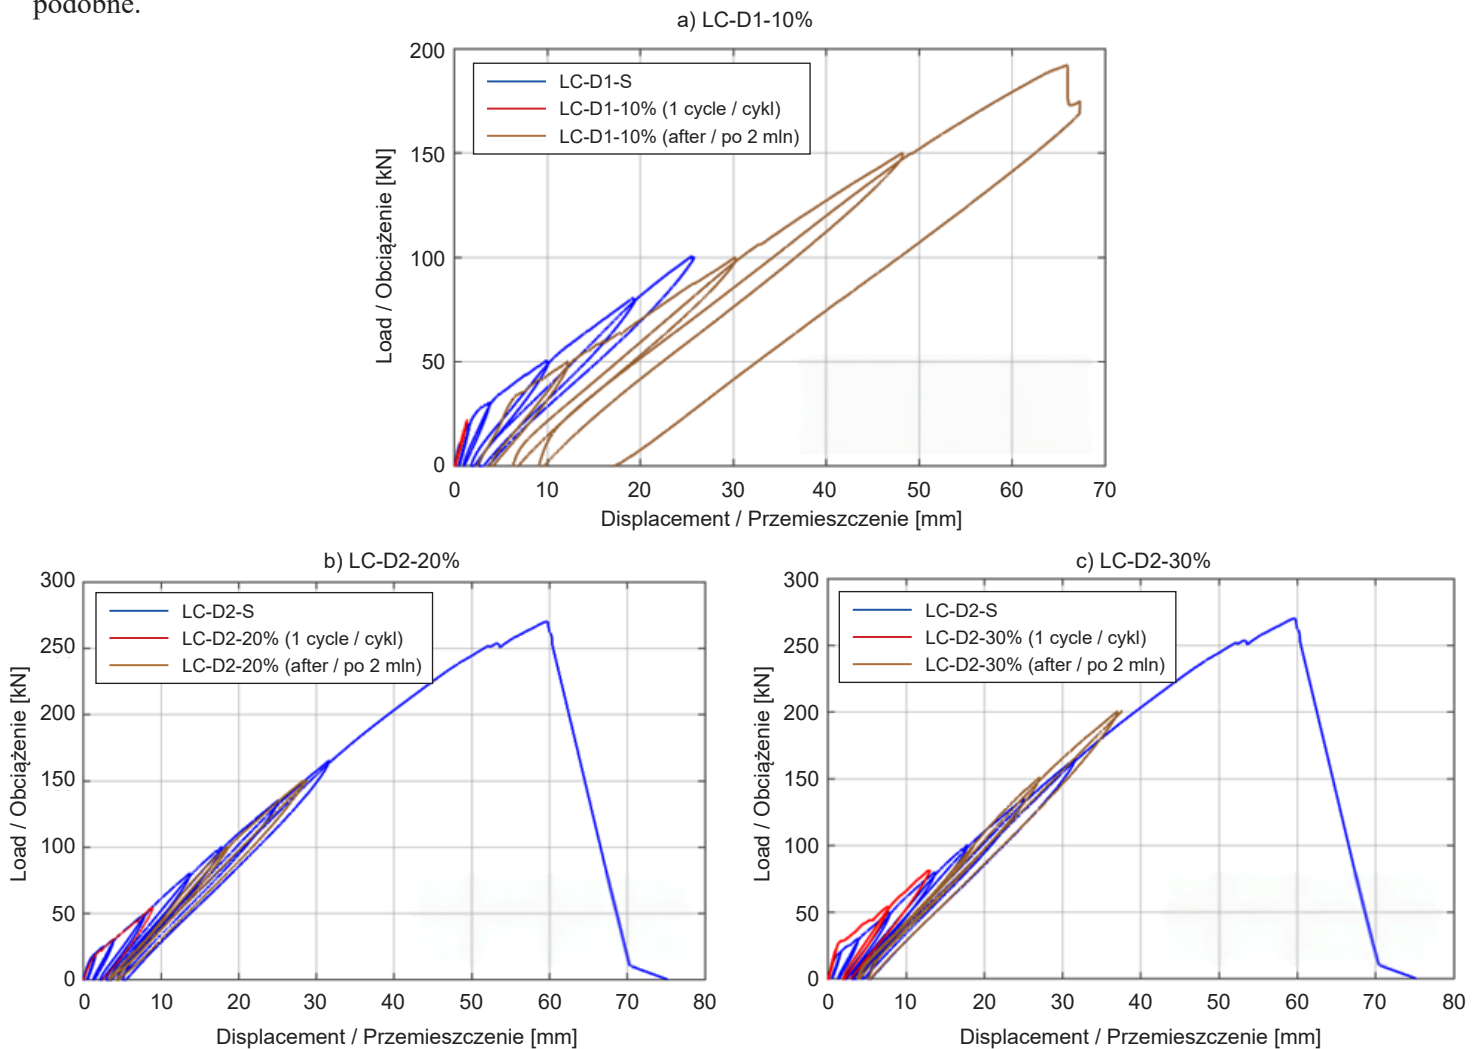 podobne.
a) LC-D1-10%
200
150
100
50
0
LC-D1-S
LC-D1-10% (1 cycle / cykl)
LC-D1-10% (after / po 2 mln)
Load / Obciążenie [kN]
0 10 20 30 40 50 60 70
Displacement / Przemieszczenie [mm]
b) LC-D2-20%
300
250
200
150
100
50
0
LC-D2-S
LC-D2-20% (1 cycle / cykl)
LC-D2-20% (after / po 2 mln)
Load / Obciążenie [kN]
0 10 20 30 40 50 60 70 80
Displacement / Przemieszczenie [mm]
c) LC-D2-30%
300
250
200
150
100
50
0
LC-D2-S
LC-D2-30% (1 cycle / cykl)
LC-D2-30% (after / po 2 mln)
Load / Obciążenie [kN]
0 10 20 30 40 50 60 70 80
Displacement / Przemieszczenie [mm]